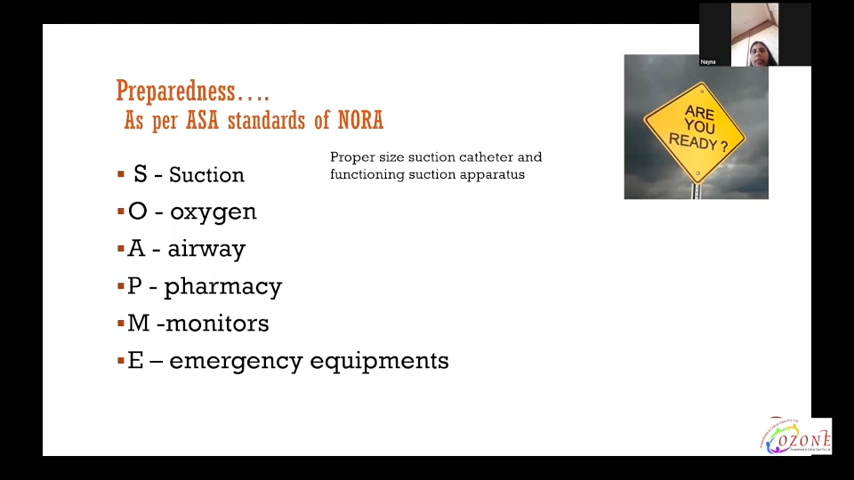 Nayna
Preparedness....
As per ASA standards of NORA
ARE
YOU
READY?
Proper size suction catheter and
functioning suction apparatus
▪ S - Suction
▪O - oxygen
▪A - airway
▪P - pharmacy
▪M -monitors
▪E – emergency equipments
OZONE